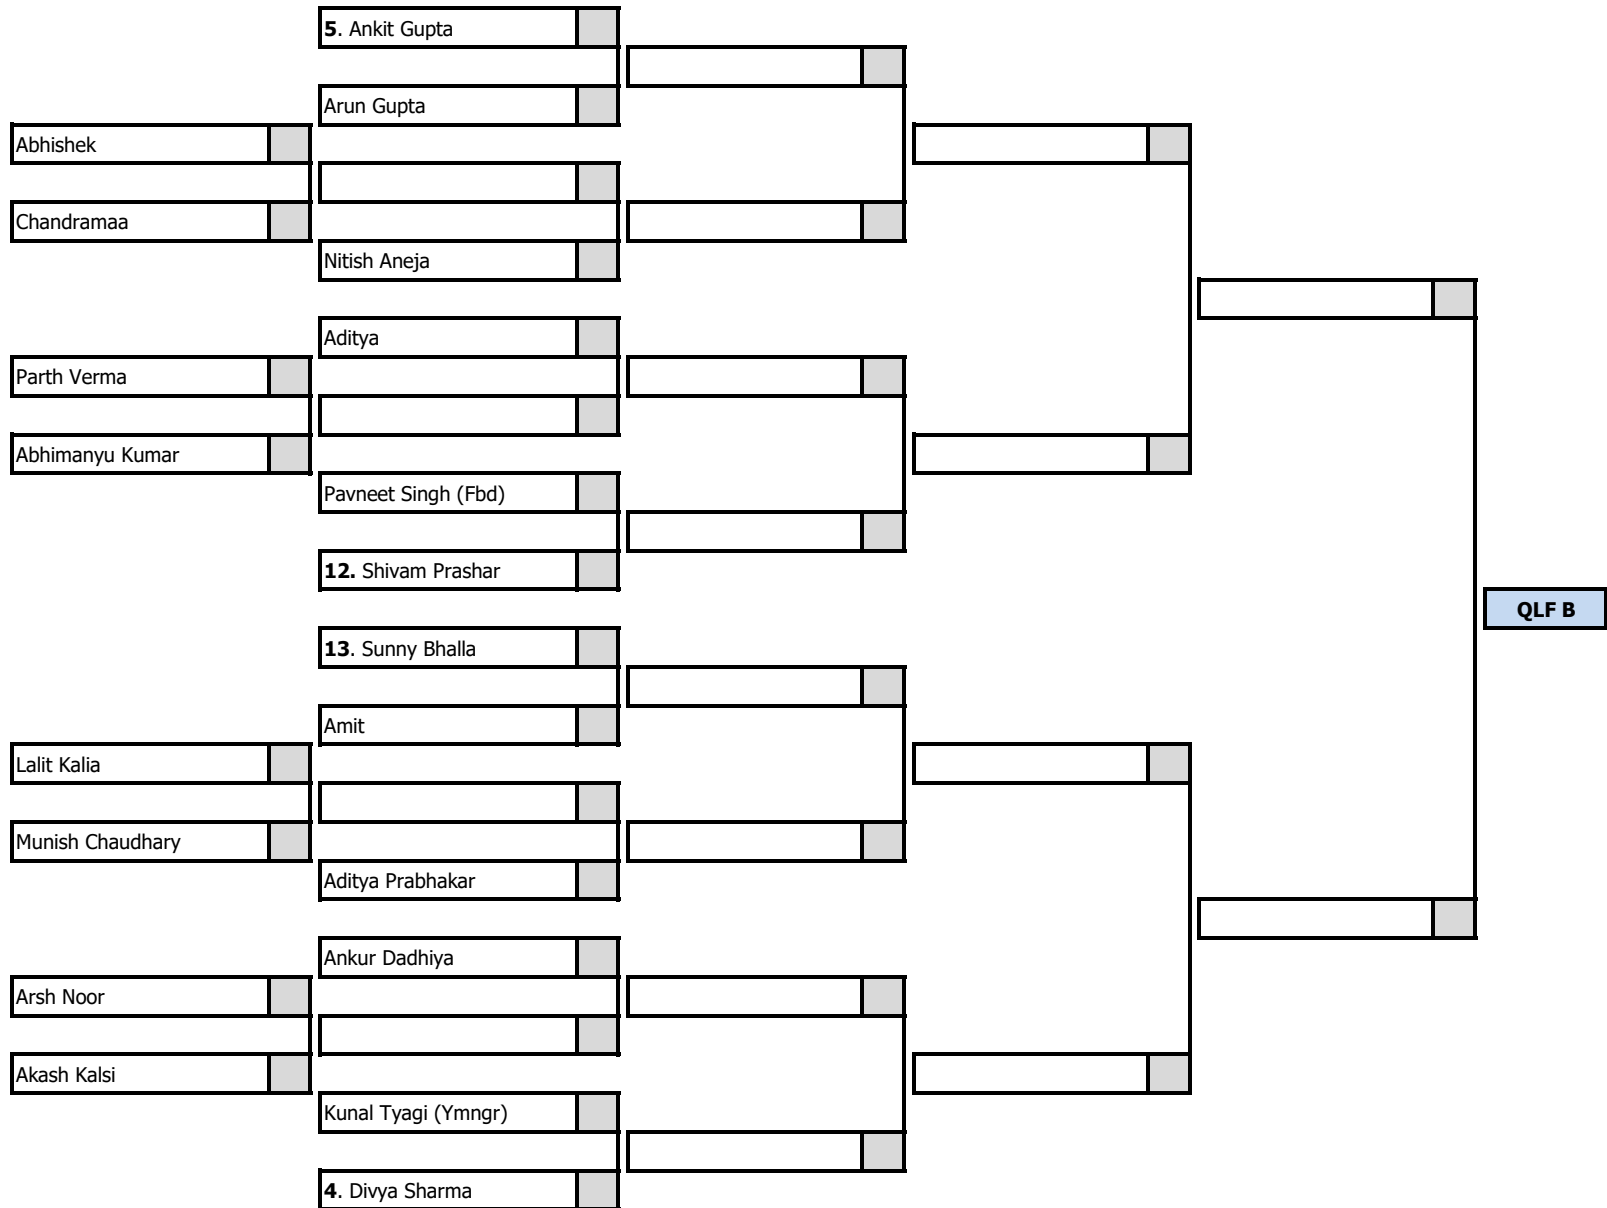 5. Ankit Gupta
Arun Gupta
Abhishek
Chandramaa
Nitish Aneja
Aditya
Parth Verma
Abhimanyu Kumar
Pavneet Singh (Fbd)
12. Shivam Prashar
QLF B
13. Sunny Bhalla
Amit
Lalit Kalia
Munish Chaudhary
Aditya Prabhakar
Ankur Dadhiya
Arsh Noor
Akash Kalsi
Kunal Tyagi (Ymngr)
4. Divya Sharma